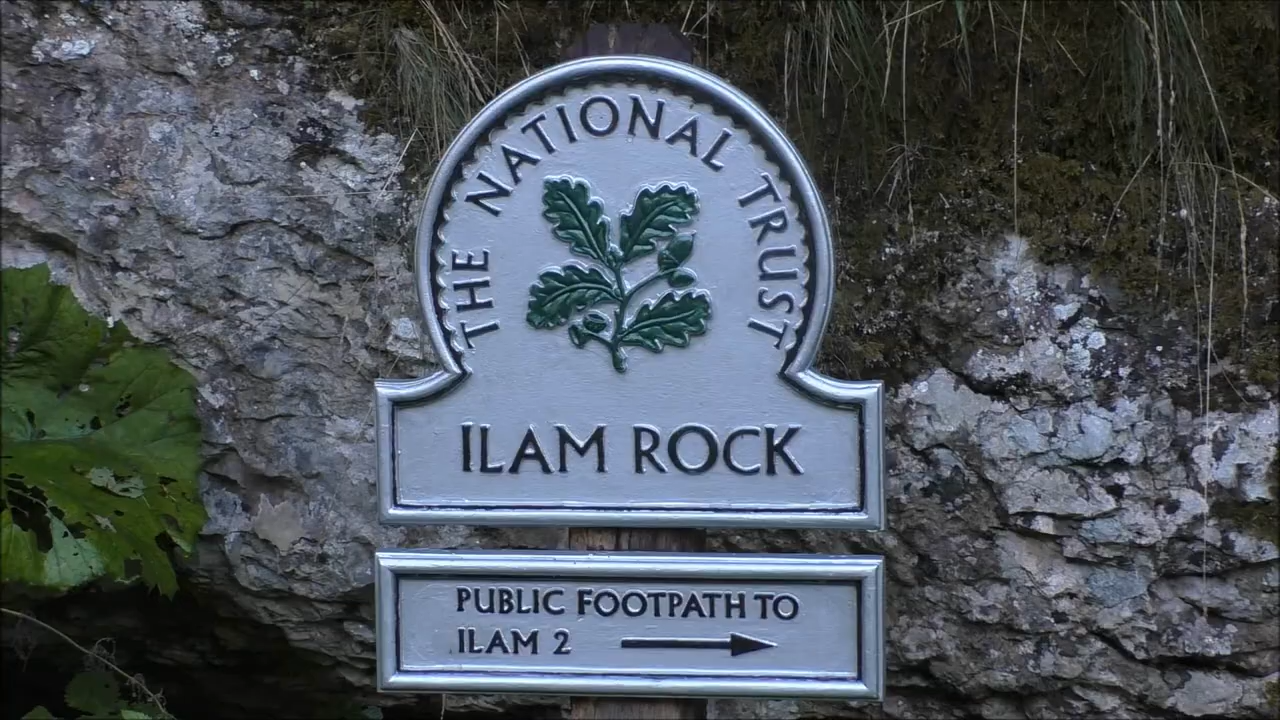 THE NATIONAL TRUST
ILAM ROCK
PUBLIC FOOTPATH TO
ILAM 2